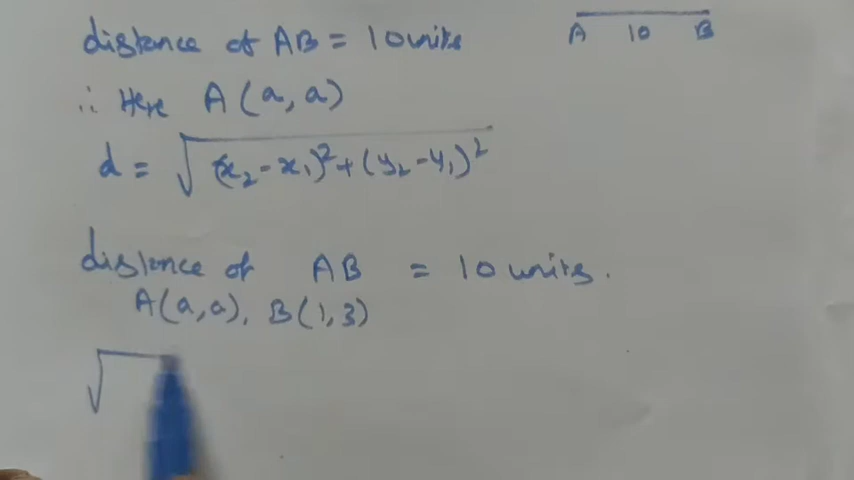 distance of AB = 10 units
A 10 B
∴ Here A(a, a)
d = √(x₂-x₁)²+(y₂-y₁)²
distance of AB = 10 units.
A(a,a), B(1,3)
√